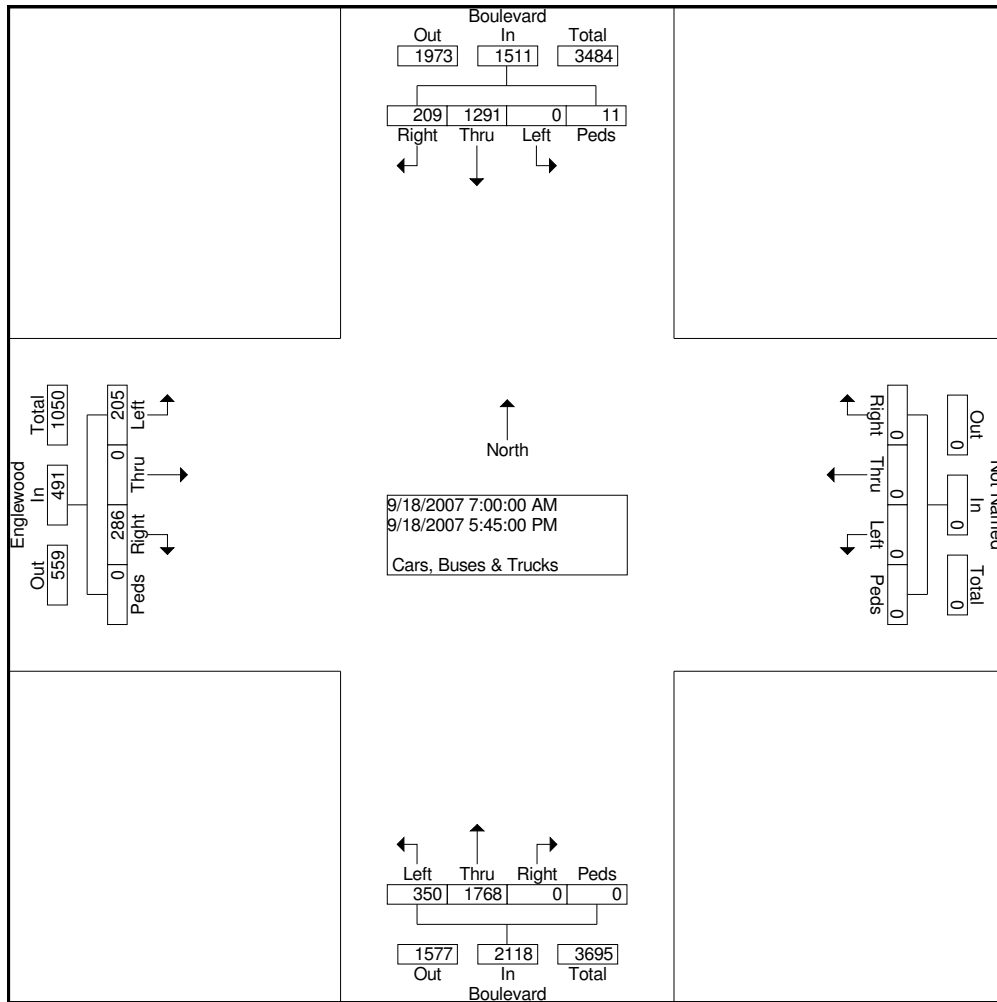 Boulevard
Out In Total
1973 1511 3484
209 1291 0 11
Right Thru Left Peds
Englewood
Total In Out
1050 491 559
205 0 286 0
Left Thru Right Peds
North
9/18/2007 7:00:00 AM
9/18/2007 5:45:00 PM
Cars, Buses & Trucks
Right Thru Left Peds
0 0 0 0
Out In Total
0 0 0
Not Named
Left Thru Right Peds
350 1768 0 0
1577 2118 3695
Out In Total
Boulevard